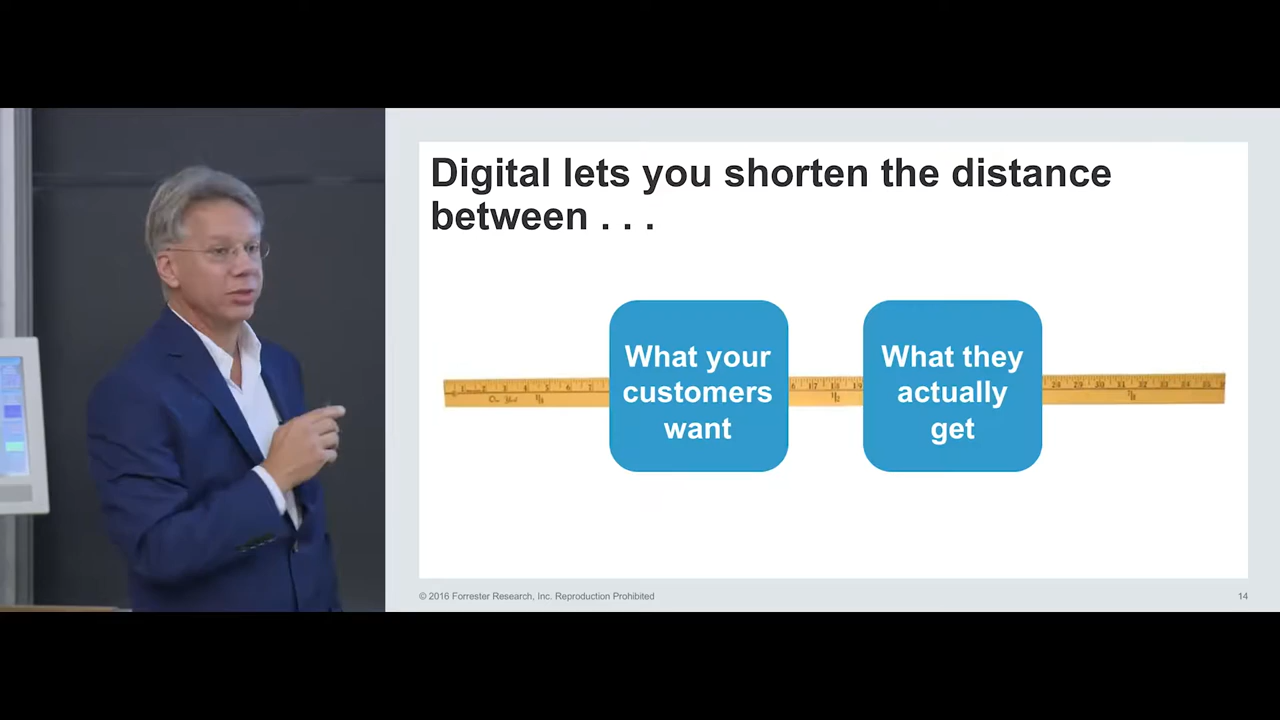 Digital lets you shorten the distance
between . . .
What your
customers
want
What they
actually
get
© 2016 Forrester Research, Inc. Reproduction Prohibited
14